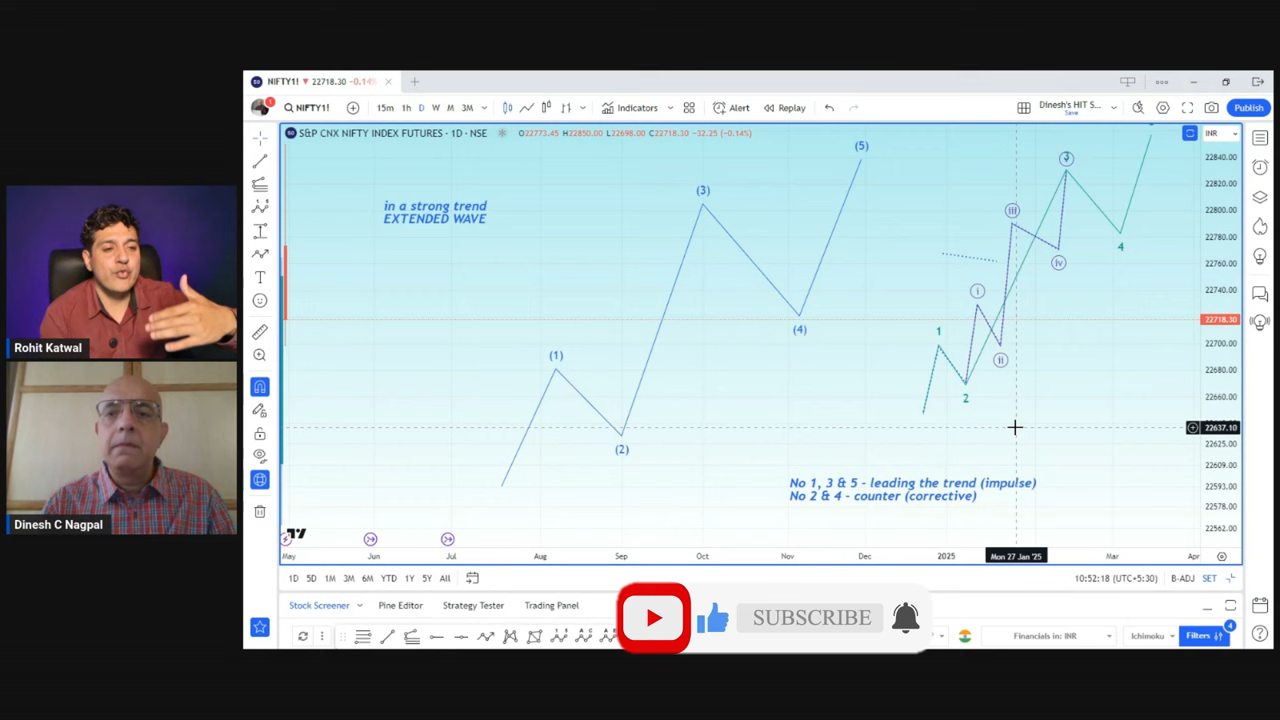 NIFTY1! ▼ 22718.30 −0.14%
NIFTY1!
15m 1h D W M 3M
Indicators
Alert
Replay
Dinesh's HIT S...
Save
Publish
S&P CNX NIFTY INDEX FUTURES · 1D · NSE O22773.45 H22850.00 L22698.00 C22718.30 −32.25 (−0.14%)
INR
in a strong trend
EXTENDED WAVE
(1)
(2)
(3)
(4)
(5)
1
2
i
ii
iii
iv
3
4
No 1, 3 & 5 - leading the trend (impulse)
No 2 & 4 - counter (corrective)
22840.00
22820.00
22800.00
22780.00
22760.00
22740.00
22718.30
22700.00
22680.00
22660.00
22637.10
22625.00
22609.00
22593.00
22578.00
22562.00
May Jun Jul Aug Sep Oct Nov Dec 2025 Mon 27 Jan '25 Mar Apr
1D 5D 1M 3M 6M YTD 1Y 5Y All
10:52:18 (UTC+5:30) B-ADJ SET
Stock Screener Pine Editor Strategy Tester Trading Panel
SUBSCRIBE
Financials in: INR
Ichimoku
Filters
4
Rohit Katwal
Dinesh C Nagpal